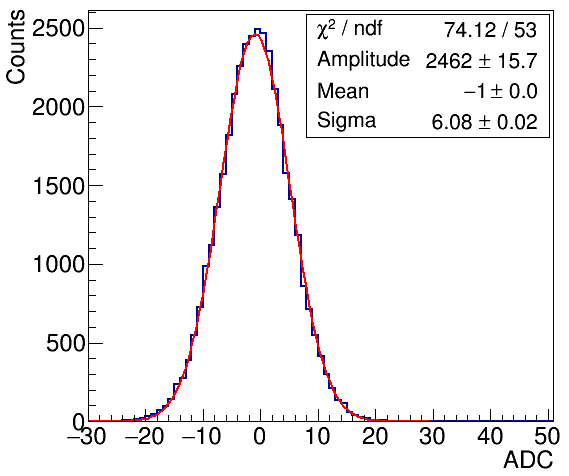 Counts
χ² / ndf 74.12 / 53
Amplitude 2462 ± 15.7
Mean −1 ± 0.0
Sigma 6.08 ± 0.02
2500
2000
1500
1000
500
0
−30 −20 −10 0 10 20 30 40 50
ADC